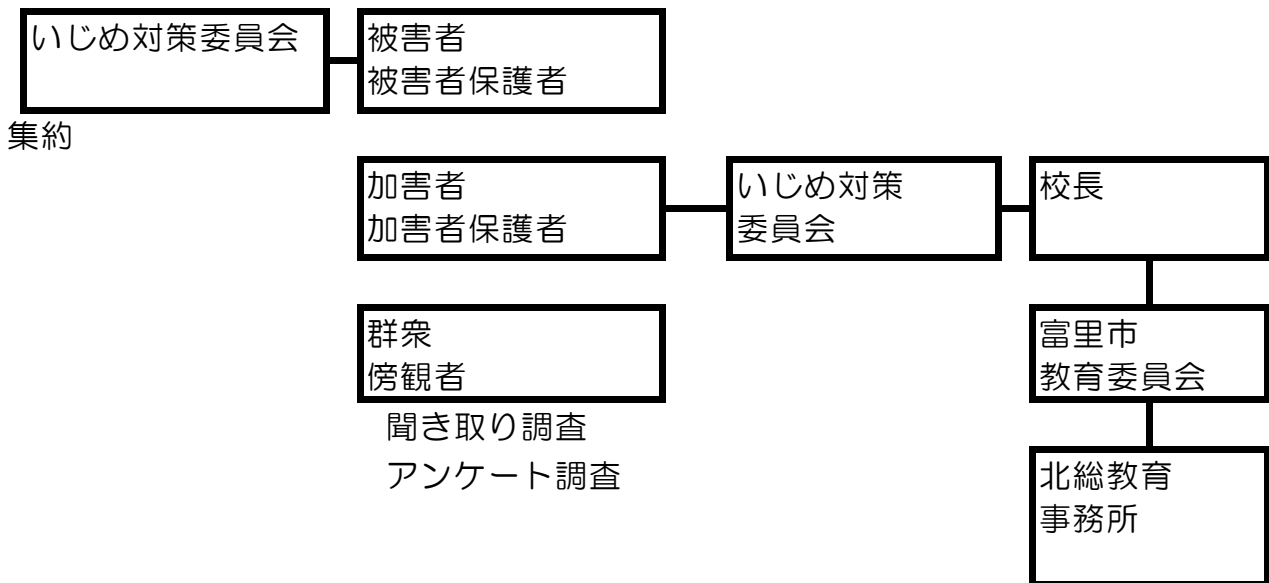 いじめ対策委員会
被害者
被害者保護者
集約
加害者
加害者保護者
いじめ対策
委員会
校長
群衆
傍観者
富里市
教育委員会
聞き取り調査
アンケート調査
北総教育
事務所